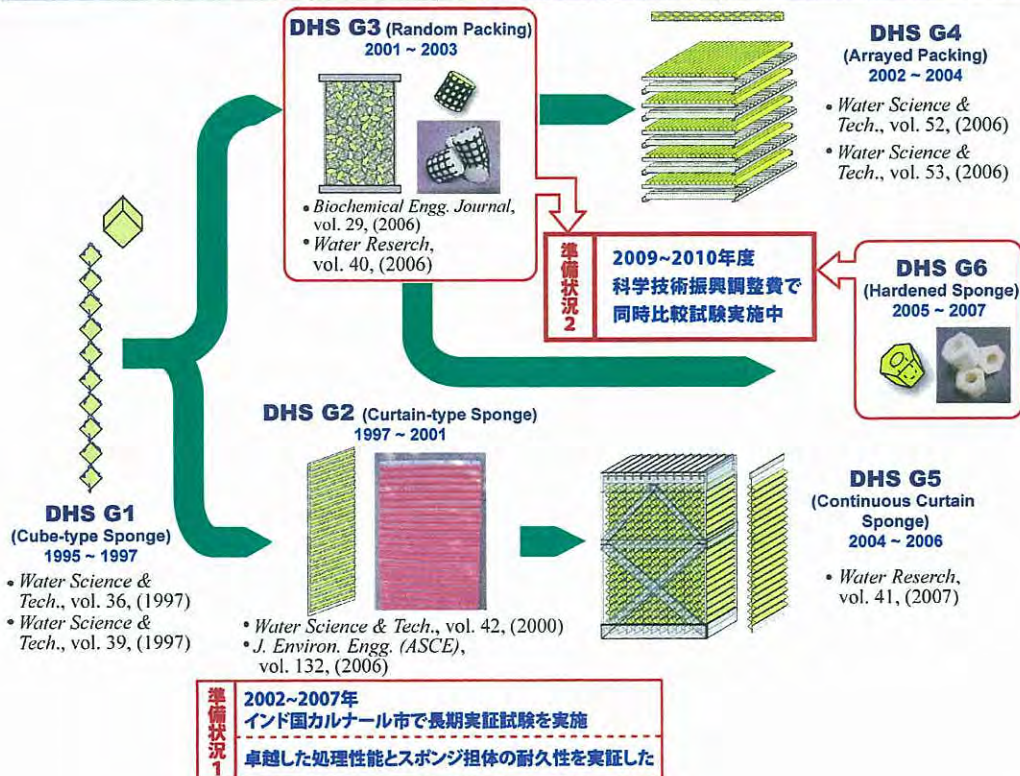 DHS G3 (Random Packing)
2001 ~ 2003
• Biochemical Engg. Journal,
vol. 29, (2006)
• Water Reserch,
vol. 40, (2006)
DHS G4
(Arrayed Packing)
2002 ~ 2004
• Water Science &
Tech., vol. 52, (2006)
• Water Science &
Tech., vol. 53, (2006)
準備状況2
2009~2010年度
科学技術振興調整費で
同時比較試験実施中
DHS G6
(Hardened Sponge)
2005 ~ 2007
DHS G1
(Cube-type Sponge)
1995 ~ 1997
• Water Science &
Tech., vol. 36, (1997)
• Water Science &
Tech., vol. 39, (1997)
DHS G2 (Curtain-type Sponge)
1997 ~ 2001
• Water Science & Tech., vol. 42, (2000)
• J. Environ. Engg. (ASCE),
vol. 132, (2006)
DHS G5
(Continuous Curtain
Sponge)
2004 ~ 2006
• Water Reserch,
vol. 41, (2007)
準備状況1
2002~2007年
インド国カルナール市で長期実証試験を実施
卓越した処理性能とスポンジ担体の耐久性を実証した